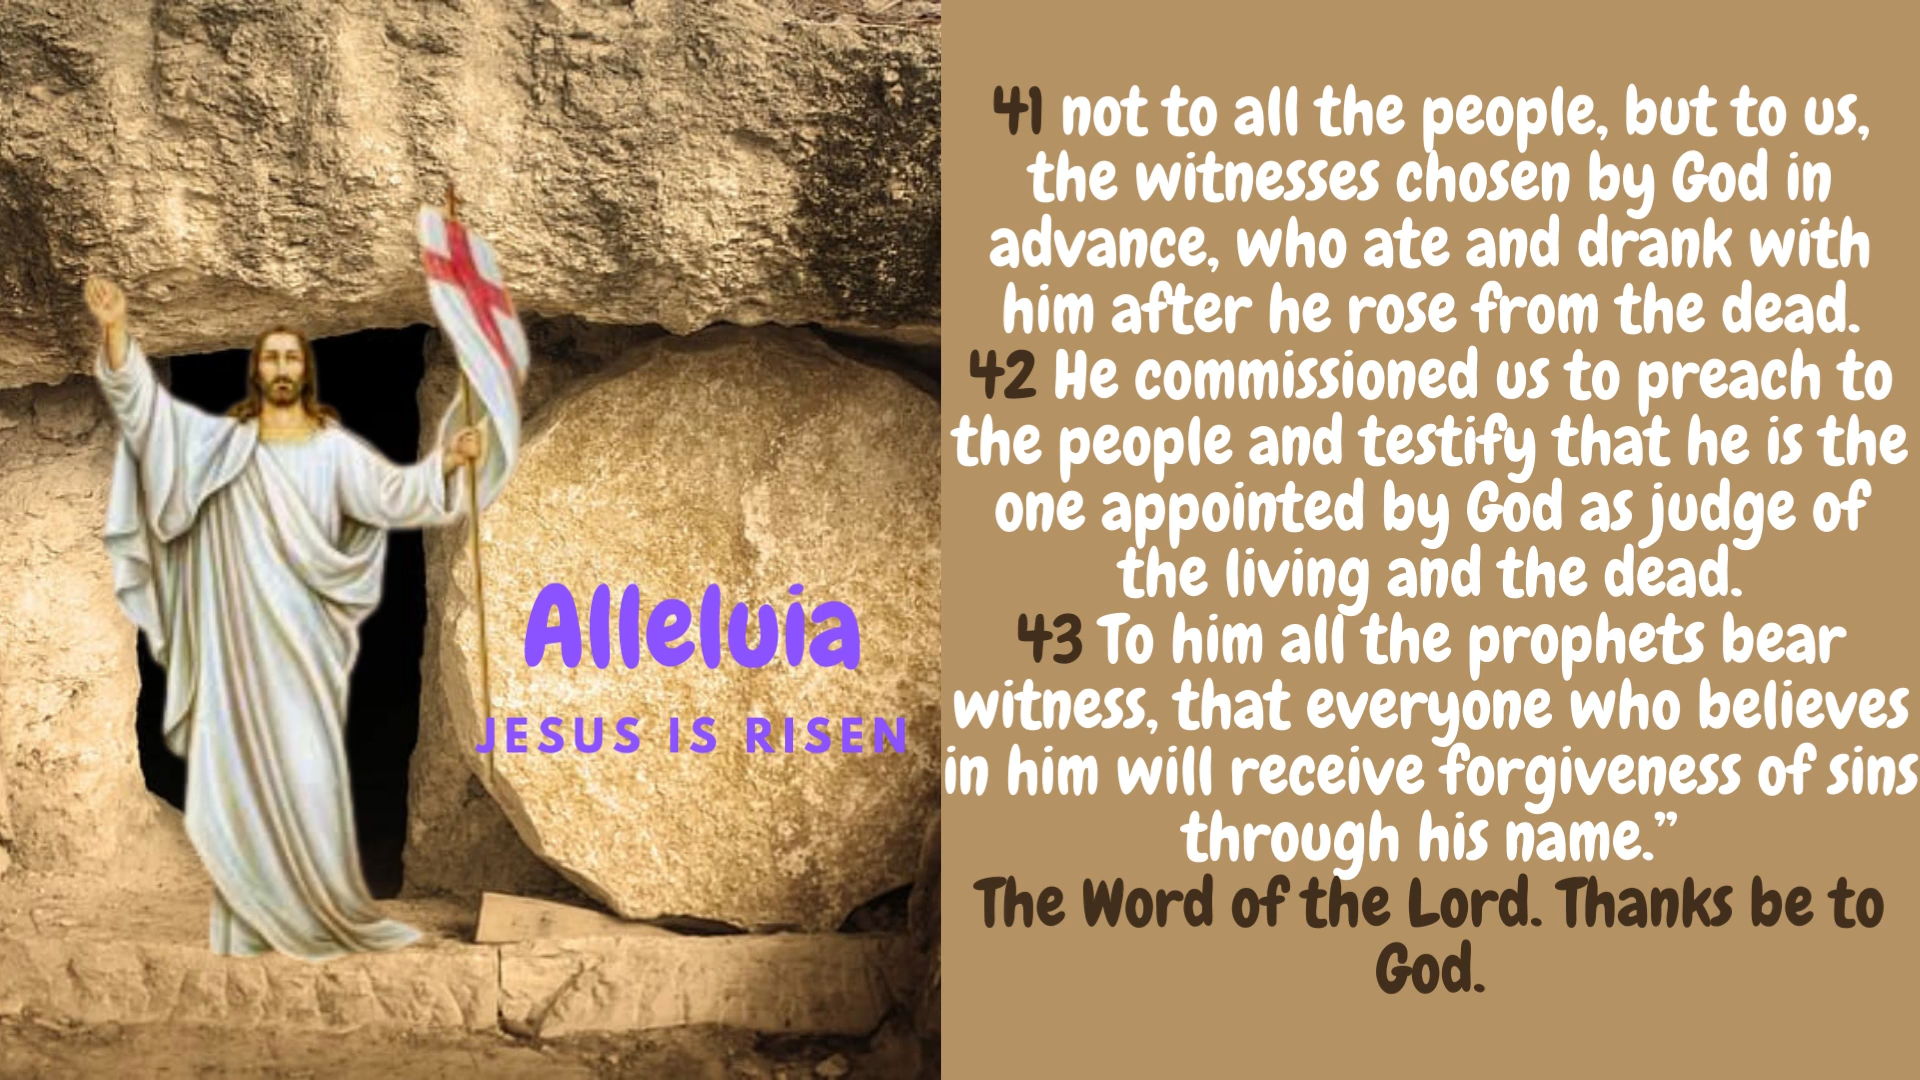 Alleluia
JESUS IS RISEN
41 not to all the people, but to us,
the witnesses chosen by God in
advance, who ate and drank with
him after he rose from the dead.
42 He commissioned us to preach to
the people and testify that he is the
one appointed by God as judge of
the living and the dead.
43 To him all the prophets bear
witness, that everyone who believes
in him will receive forgiveness of sins
through his name.”
The Word of the Lord. Thanks be to
God.